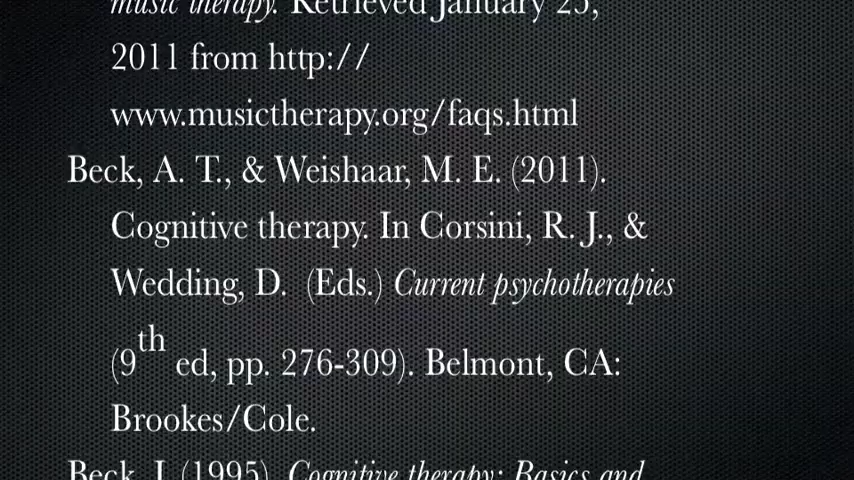 music therapy. Retrieved January 25,
2011 from http://
www.musictherapy.org/faqs.html
Beck, A. T., & Weishaar, M. E. (2011).
Cognitive therapy. In Corsini, R. J., &
Wedding, D. (Eds.) Current psychotherapies
(9th ed, pp. 276-309). Belmont, CA:
Brookes/Cole.
Beck, J. (1995). Cognitive therapy: Basics and